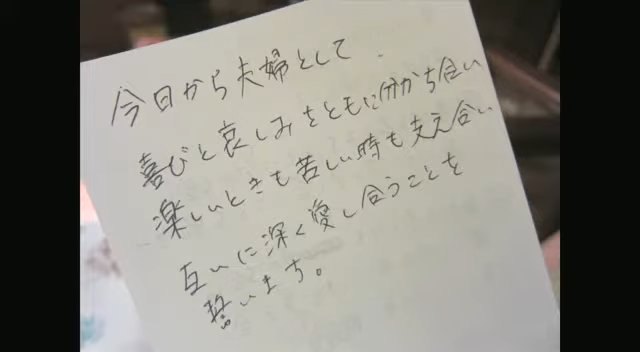 今日から夫婦として
喜びと哀しみをともに分かち合い
楽しいときも苦しい時も支え合い
互いに深く愛し合うことを
誓います。